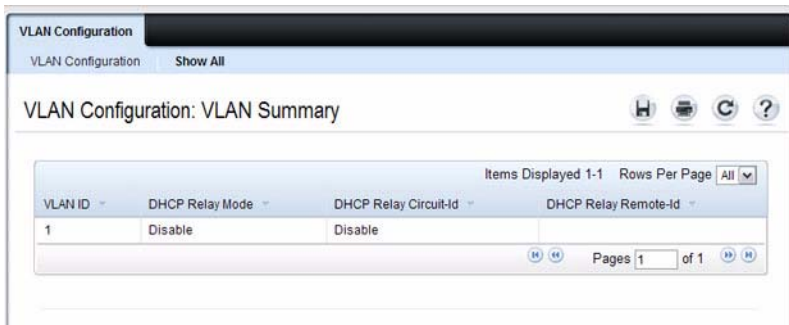 VLAN Configuration
VLAN Configuration Show All
VLAN Configuration: VLAN Summary
Items Displayed 1-1 Rows Per Page All
VLAN ID DHCP Relay Mode DHCP Relay Circuit-Id DHCP Relay Remote-Id
1 Disable Disable
Pages 1 of 1